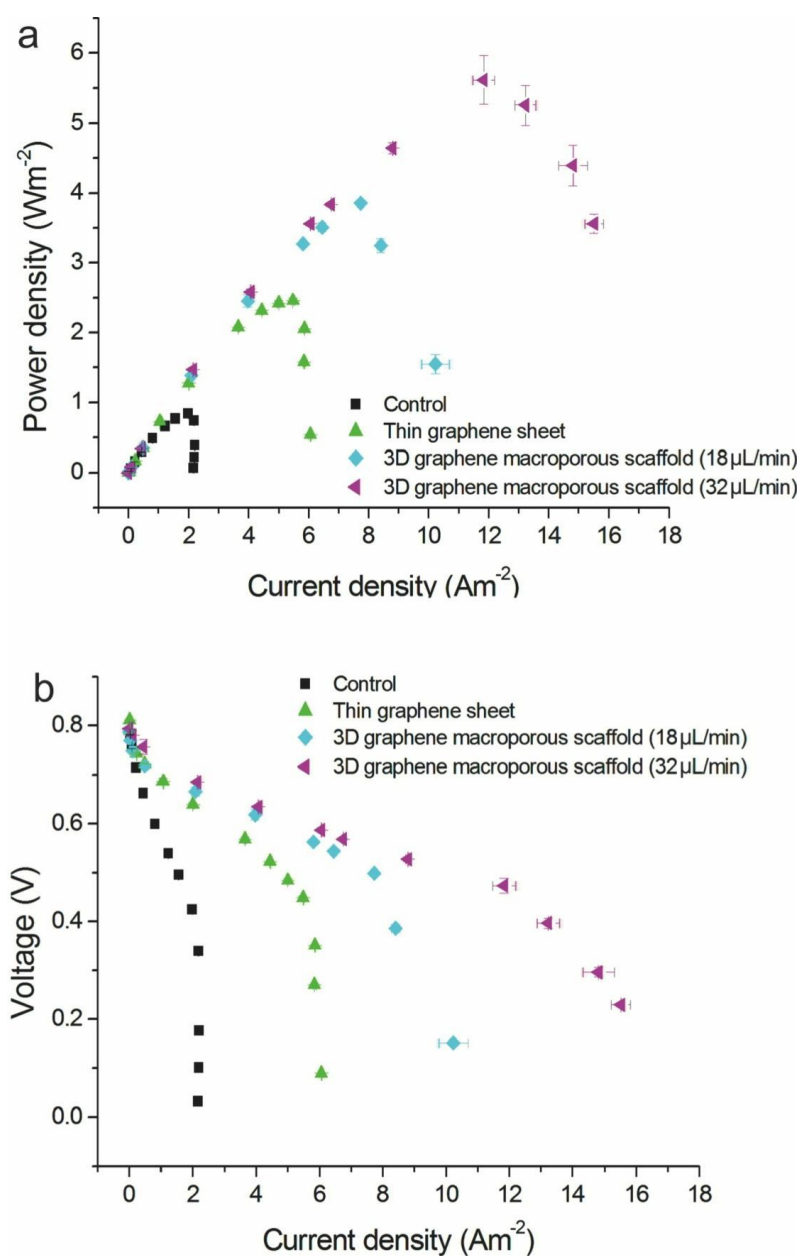 a
6
5
4
3
2
1
0
Power density (Wm-2)
Control
Thin graphene sheet
3D graphene macroporous scaffold (18µL/min)
3D graphene macroporous scaffold (32µL/min)
0 2 4 6 8 10 12 14 16 18
Current density (Am-2)
b
Control
Thin graphene sheet
3D graphene macroporous scaffold (18µL/min)
3D graphene macroporous scaffold (32µL/min)
0.8
0.6
0.4
0.2
0.0
Voltage (V)
0 2 4 6 8 10 12 14 16 18
Current density (Am-2)